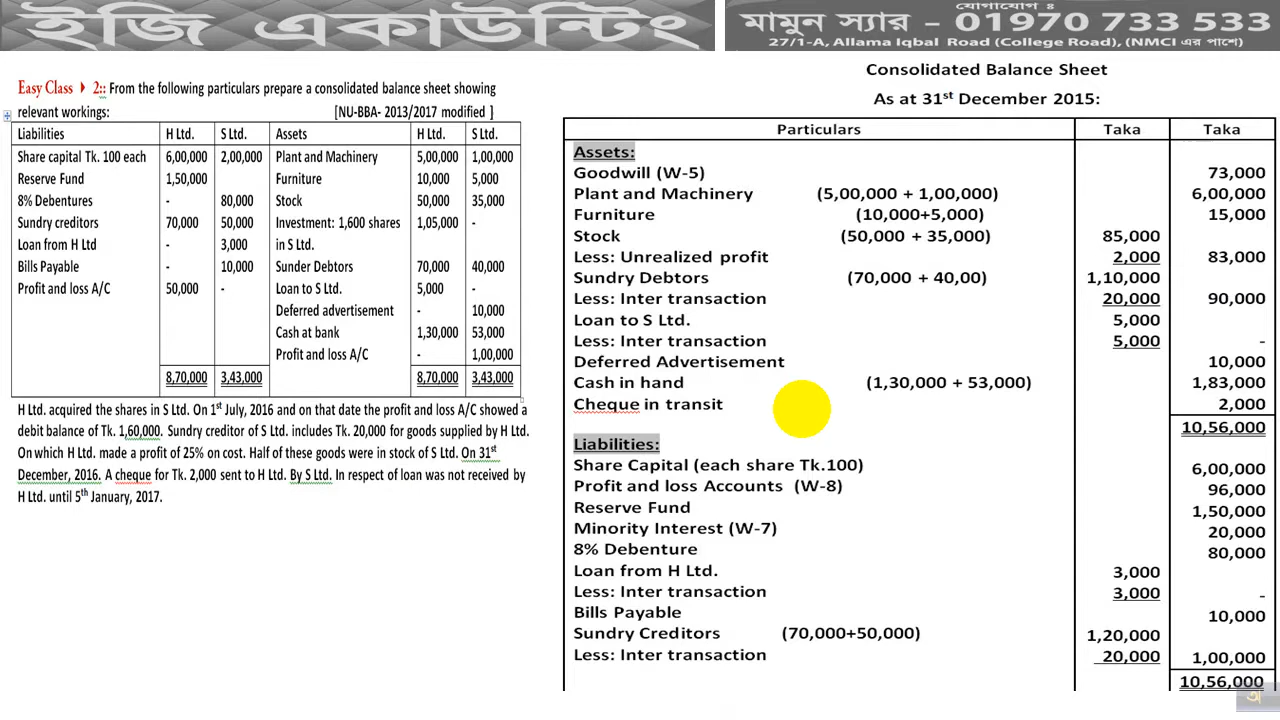 ইজি একাউন্টিং
যোগাযোগ ঃ
মামুন স্যার – 01970 733 533
27/1-A, Allama Iqbal Road (College Road), (NMCI এর পাশে)
Easy Class 2:: From the following particulars prepare a consolidated balance sheet showing
relevant workings: [NU-BBA- 2013/2017 modified ]
Liabilities H Ltd. S Ltd. Assets H Ltd. S Ltd.
Share capital Tk. 100 each 6,00,000 2,00,000 Plant and Machinery 5,00,000 1,00,000
Reserve Fund 1,50,000 Furniture 10,000 5,000
8% Debentures - 80,000 Stock 50,000 35,000
Sundry creditors 70,000 50,000 Investment: 1,600 shares 1,05,000 -
Loan from H Ltd - 3,000 in S Ltd.
Bills Payable - 10,000 Sunder Debtors 70,000 40,000
Profit and loss A/C 50,000 - Loan to S Ltd. 5,000 -
Deferred advertisement - 10,000
Cash at bank 1,30,000 53,000
Profit and loss A/C - 1,00,000
8,70,000 3,43,000 8,70,000 3,43,000
H Ltd. acquired the shares in S Ltd. On 1st July, 2016 and on that date the profit and loss A/C showed a
debit balance of Tk. 1,60,000. Sundry creditor of S Ltd. includes Tk. 20,000 for goods supplied by H Ltd.
On which H Ltd. made a profit of 25% on cost. Half of these goods were in stock of S Ltd. On 31st
December, 2016. A cheque for Tk. 2,000 sent to H Ltd. By S Ltd. In respect of loan was not received by
H Ltd. until 5th January, 2017.
Consolidated Balance Sheet
As at 31st December 2015:
Particulars Taka Taka
Assets:
Goodwill (W-5) 73,000
Plant and Machinery (5,00,000 + 1,00,000) 6,00,000
Furniture (10,000+5,000) 15,000
Stock (50,000 + 35,000) 85,000
Less: Unrealized profit 2,000 83,000
Sundry Debtors (70,000 + 40,00) 1,10,000
Less: Inter transaction 20,000 90,000
Loan to S Ltd. 5,000
Less: Inter transaction 5,000 -
Deferred Advertisement 10,000
Cash in hand (1,30,000 + 53,000) 1,83,000
Cheque in transit 2,000
10,56,000
Liabilities:
Share Capital (each share Tk.100) 6,00,000
Profit and loss Accounts (W-8) 96,000
Reserve Fund 1,50,000
Minority Interest (W-7) 20,000
8% Debenture 80,000
Loan from H Ltd. 3,000
Less: Inter transaction 3,000 -
Bills Payable 10,000
Sundry Creditors (70,000+50,000) 1,20,000
Less: Inter transaction 20,000 1,00,000
10,56,000
অ